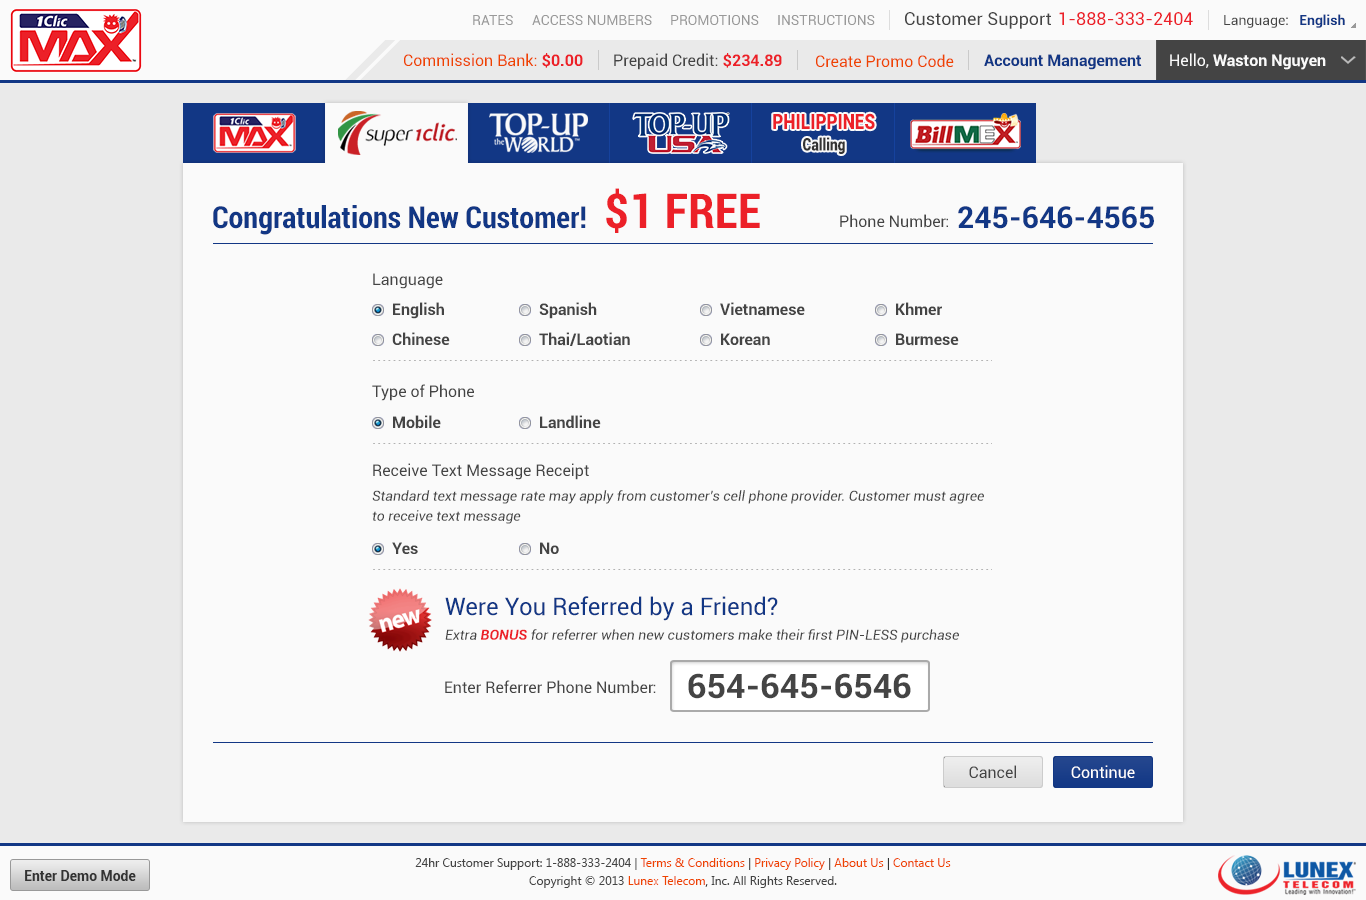 1Clic
MAX
RATES ACCESS NUMBERS PROMOTIONS INSTRUCTIONS Customer Support 1-888-333-2404 Language: English
Commission Bank: $0.00 Prepaid Credit: $234.89 Create Promo Code Account Management Hello, Waston Nguyen
1Clic MAX super1clic. TOP-UP the WORLD TOP-UP USA PHILIPPINES Calling BillMEX
Congratulations New Customer! $1 FREE Phone Number: 245-646-4565
Language
English Spanish Vietnamese Khmer
Chinese Thai/Laotian Korean Burmese
Type of Phone
Mobile Landline
Receive Text Message Receipt
Standard text message rate may apply from customer's cell phone provider. Customer must agree
to receive text message
Yes No
new
Were You Referred by a Friend?
Extra BONUS for referrer when new customers make their first PIN-LESS purchase
Enter Referrer Phone Number: 654-645-6546
Cancel Continue
Enter Demo Mode
24hr Customer Support: 1-888-333-2404 | Terms & Conditions | Privacy Policy | About Us | Contact Us
Copyright © 2013 Lunex Telecom, Inc. All Rights Reserved.
LUNEX
TELECOM
Leading with Innovation!